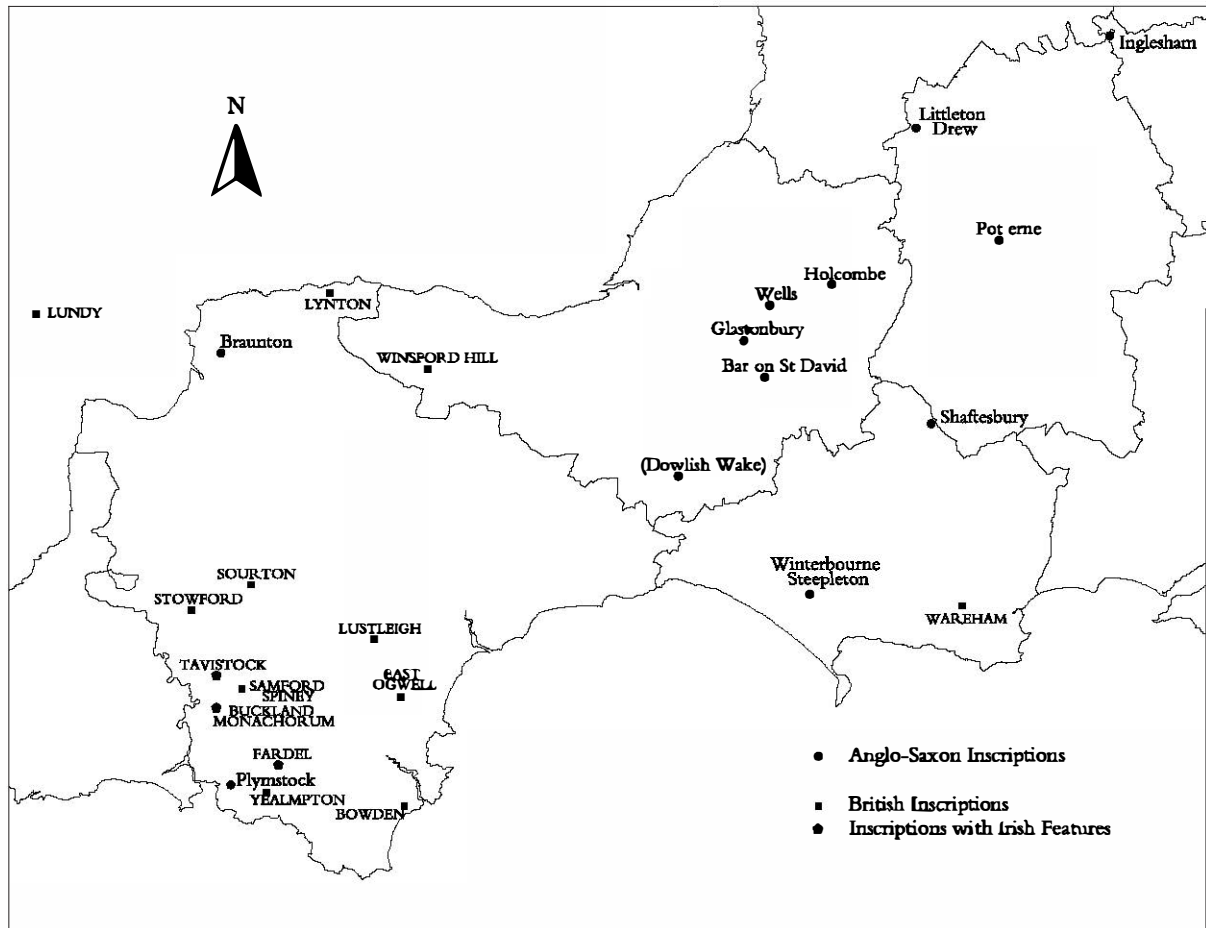 N
Inglesham
Littleton
Drew
Pot erne
Holcombe
Wells
Glastonbury
Bar on St David
LYNTON
LUNDY
Braunton
WINSFORD HILL
Shaftesbury
(Dowlish Wake)
Winterbourne
Steepleton
WAREHAM
SOURTON
STOWFORD
LUSTLEIGH
EAST
OGWELL
TAVISTOCK
SAMFORD
SPINEY
BUCKLAND
MONACHORUM
FARDEL
Plymstock
YEALMPTON
BOWDEN
Anglo-Saxon Inscriptions
British Inscriptions
Inscriptions with Irish Features